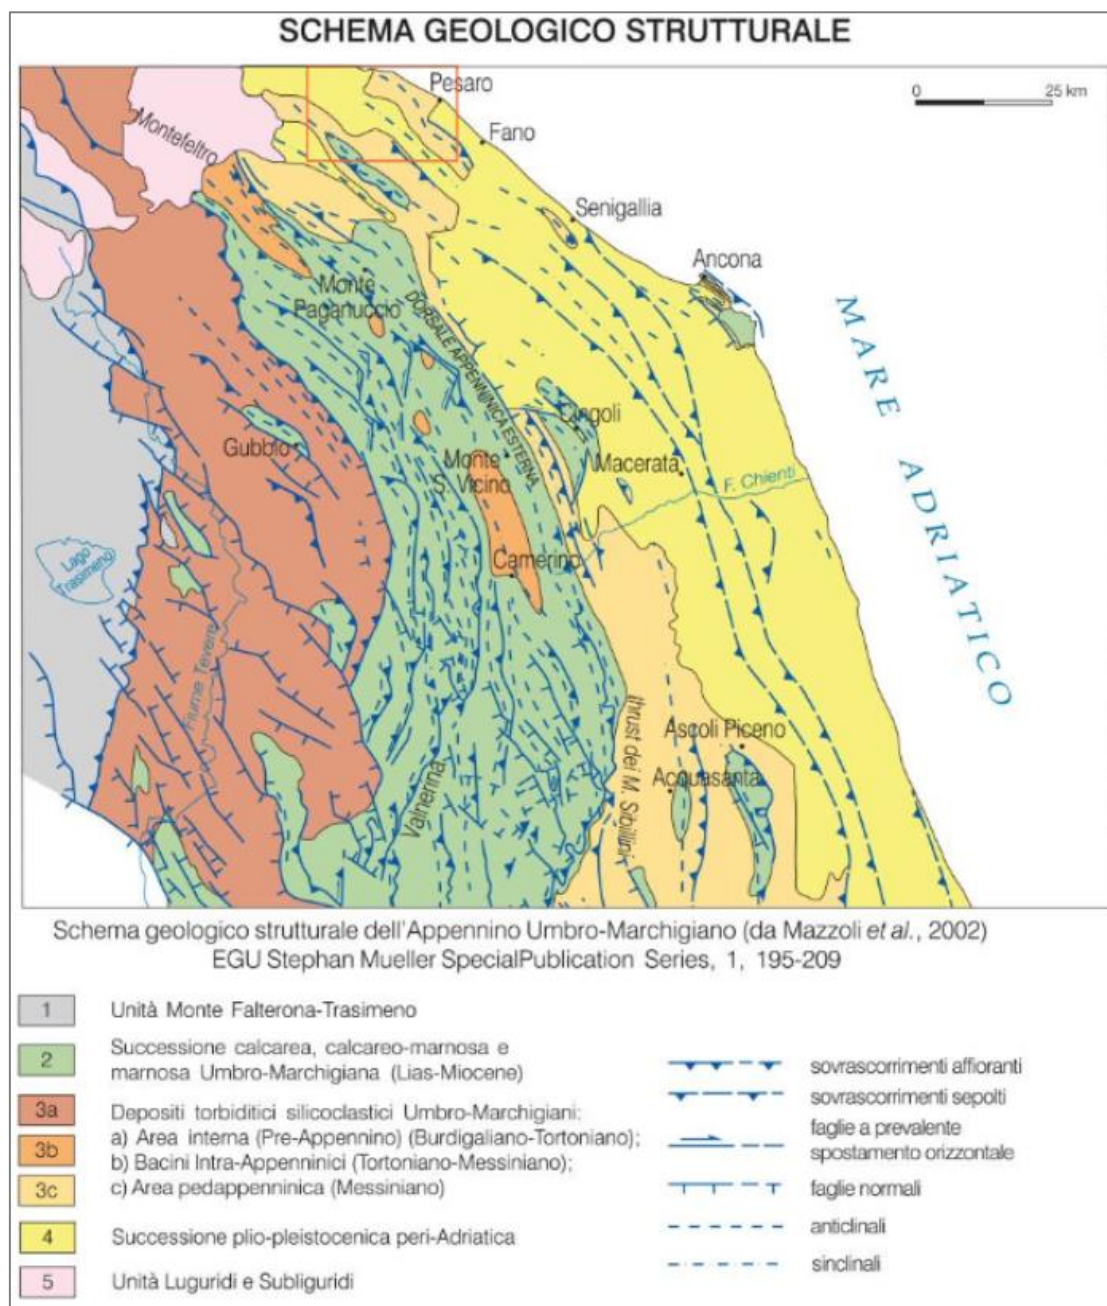 SCHEMA GEOLOGICO STRUTTURALE
Pesaro
0 25 km
Montefeltro
Fano
Senigallia
Ancona
Monte
Paganuccio
DORSALE APPENNINICA ESTERNA
MARE ADRIATICO
Cingoli
Gubbio
Monte
S. Vicino
Macerata
F. Chienti
Camerino
Lago
Trasimeno
Fiume Tevere
Ascoli Piceno
thrust dei M. Sibillini
Acquasanta
Valnerina
Schema geologico strutturale dell'Appennino Umbro-Marchigiano (da Mazzoli et al., 2002)
EGU Stephan Mueller SpecialPublication Series, 1, 195-209
1 Unità Monte Falterona-Trasimeno
2 Successione calcarea, calcareo-marnosa e
marnosa Umbro-Marchigiana (Lias-Miocene)
3a Depositi torbiditici silicoclastici Umbro-Marchigiani:
a) Area interna (Pre-Appennino) (Burdigaliano-Tortoniano);
3b b) Bacini Intra-Appenninici (Tortoniano-Messiniano);
3c c) Area pedappenninica (Messiniano)
4 Successione plio-pleistocenica peri-Adriatica
5 Unità Luguridi e Subliguridi
sovrascorrimenti affioranti
sovrascorrimenti sepolti
faglie a prevalente
spostamento orizzontale
faglie normali
anticlinali
sinclinali